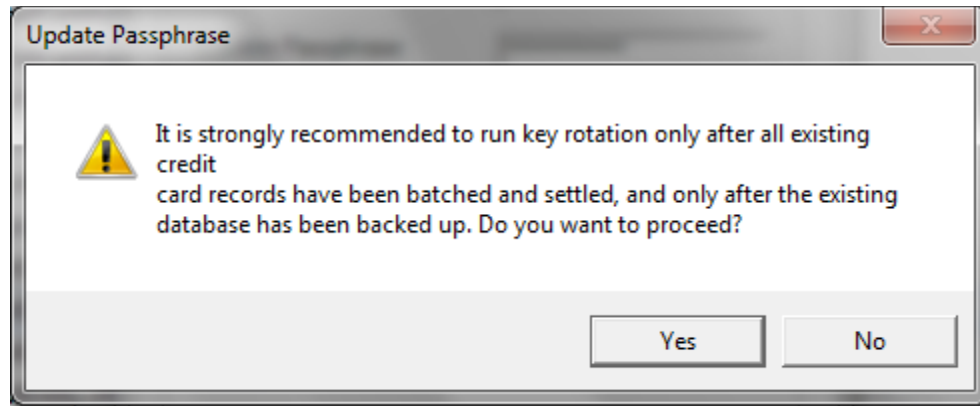 Update Passphrase
It is strongly recommended to run key rotation only after all existing
credit
card records have been batched and settled, and only after the existing
database has been backed up. Do you want to proceed?
Yes
No